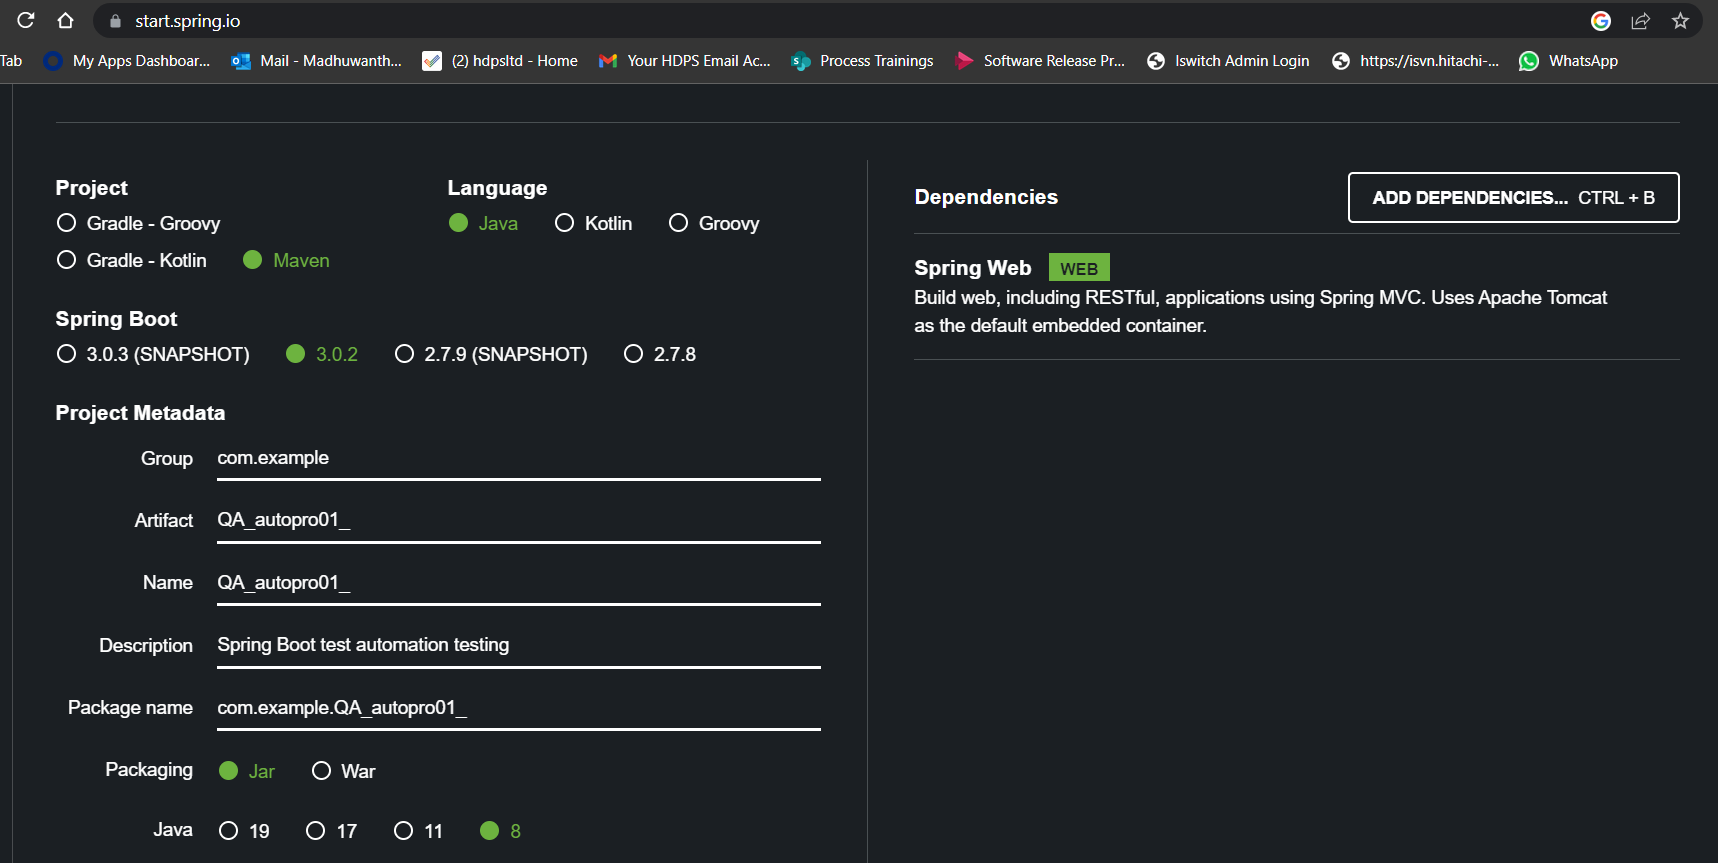 start.spring.io
Tab My Apps Dashboar... Mail - Madhuwanth... (2) hdpsltd - Home Your HDPS Email Ac... Process Trainings Software Release Pr... Iswitch Admin Login https://isvn.hitachi-... WhatsApp
Project
Gradle - Groovy
Gradle - Kotlin Maven
Language
Java Kotlin Groovy
Spring Boot
3.0.3 (SNAPSHOT) 3.0.2 2.7.9 (SNAPSHOT) 2.7.8
Project Metadata
Group com.example
Artifact QA_autopro01_
Name QA_autopro01_
Description Spring Boot test automation testing
Package name com.example.QA_autopro01_
Packaging Jar War
Java 19 17 11 8
Dependencies ADD DEPENDENCIES... CTRL + B
Spring Web WEB
Build web, including RESTful, applications using Spring MVC. Uses Apache Tomcat
as the default embedded container.